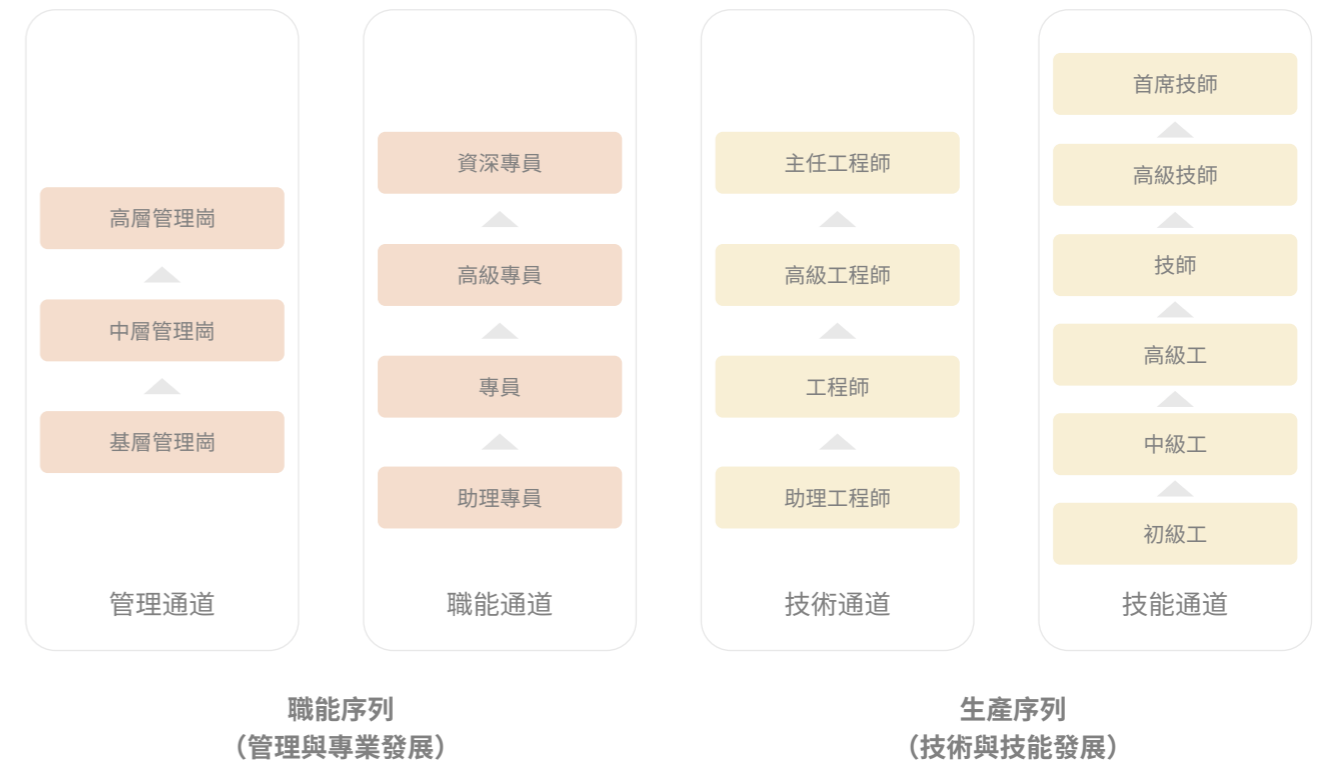 高層管理崗
中層管理崗
基層管理崗
管理通道
資深專員
高級專員
專員
助理專員
職能通道
主任工程師
高級工程師
工程師
助理工程師
技術通道
首席技師
高級技師
技師
高級工
中級工
初級工
技能通道
職能序列
（管理與專業發展）
生產序列
（技術與技能發展）